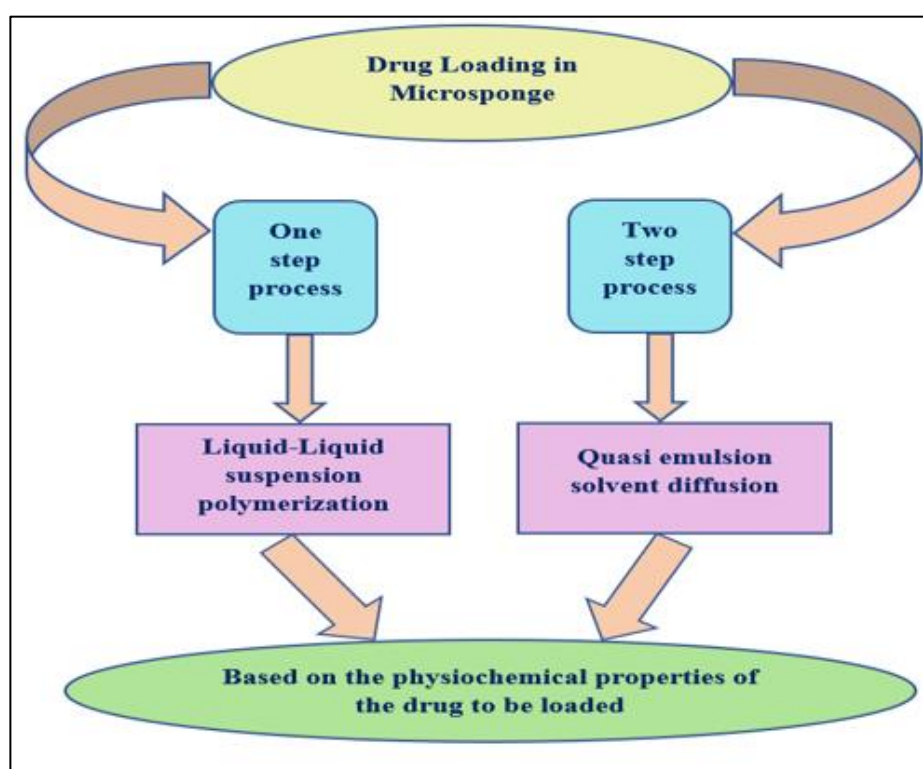 Drug Loading in
Microsponge
One
step
process
Two
step
process
Liquid-Liquid
suspension
polymerization
Quasi emulsion
solvent diffusion
Based on the physiochemical properties of
the drug to be loaded